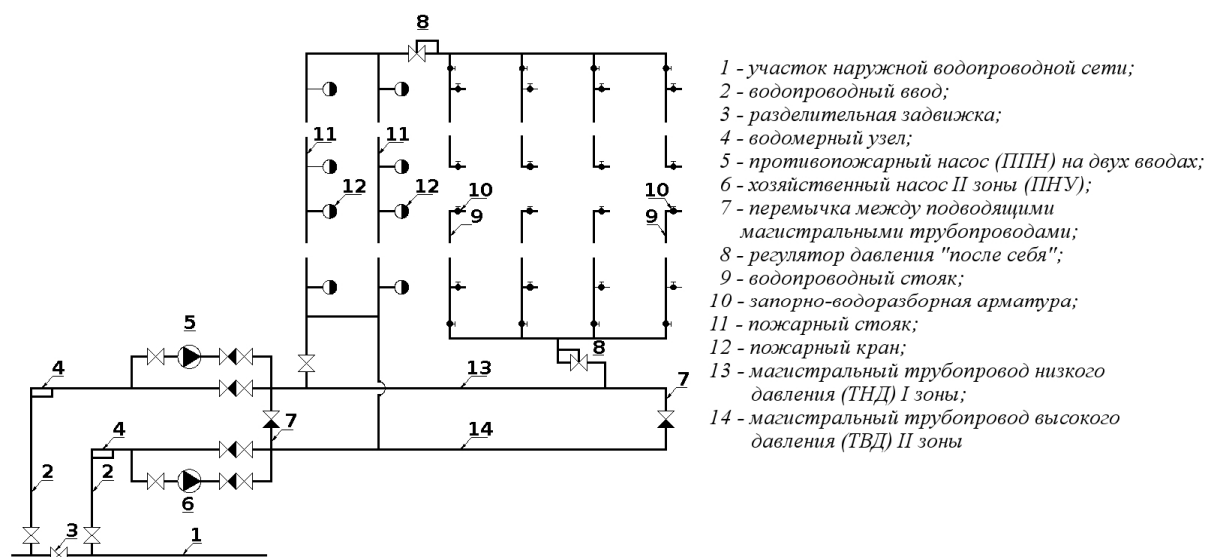 8
1 - участок наружной водопроводной сети;
2 - водопроводный ввод;
3 - разделительная задвижка;
4 - водомерный узел;
5 - противопожарный насос (ППН) на двух вводах;
6 - хозяйственный насос II зоны (ПНУ);
7 - перемычка между подводящими
магистральными трубопроводами;
8 - регулятор давления "после себя";
9 - водопроводный стояк;
10 - запорно-водоразборная арматура;
11 - пожарный стояк;
12 - пожарный кран;
13 - магистральный трубопровод низкого
давления (ТНД) I зоны;
14 - магистральный трубопровод высокого
давления (ТВД) II зоны
11 11
12 12 10 10
9 9
5 8
4 13 7
4 7 14
2 2
6
3 1